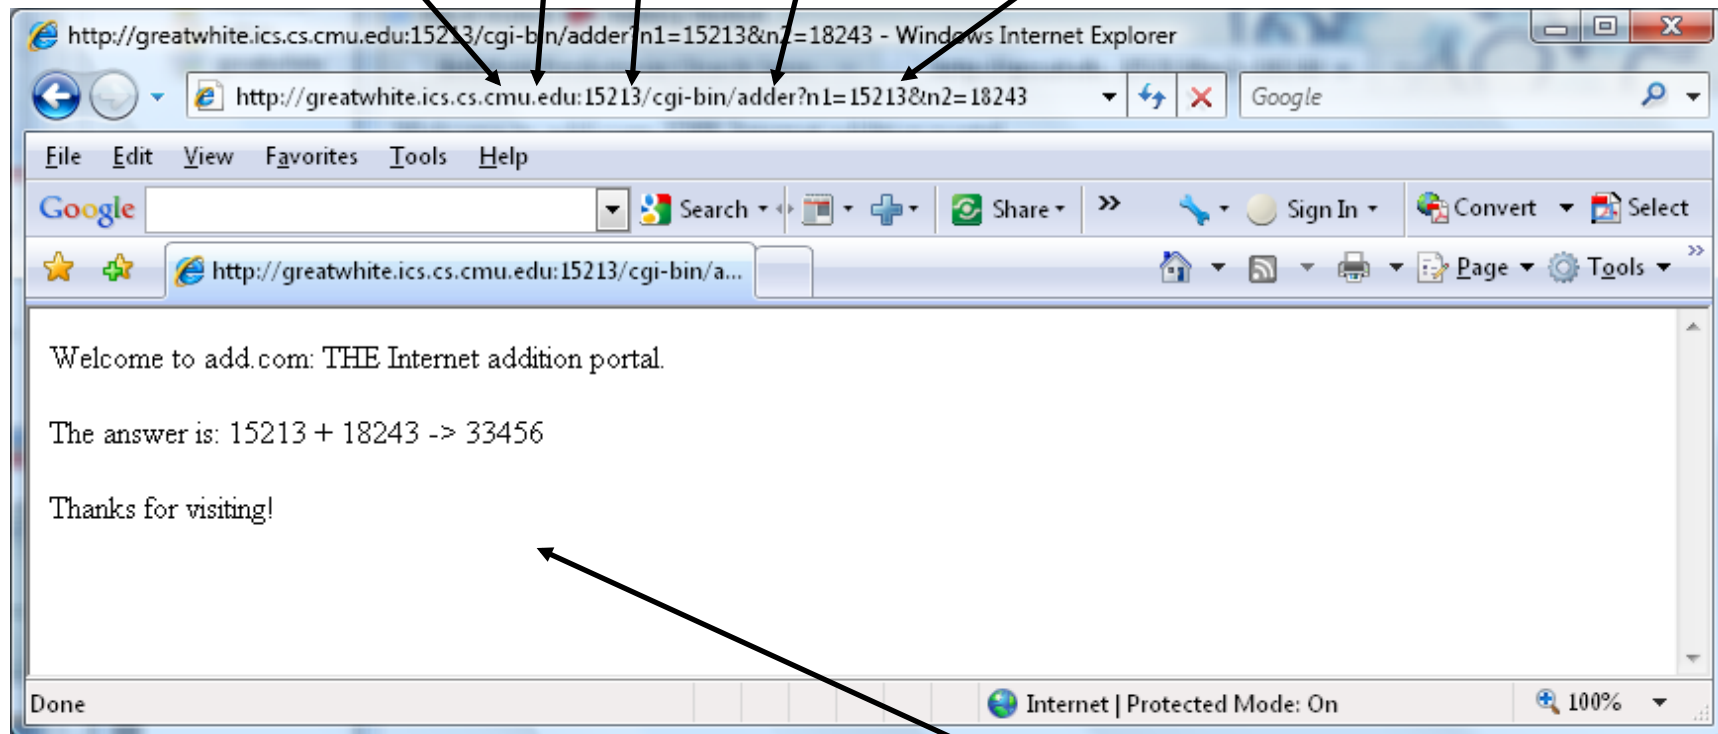 http://greatwhite.ics.cs.cmu.edu:15213/cgi-bin/adder?n1=15213&n2=18243 - Windows Internet Explorer
http://greatwhite.ics.cs.cmu.edu:15213/cgi-bin/adder?n1=15213&n2=18243
Google
File Edit View Favorites Tools Help
Google Search Share >> Sign In Convert Select
http://greatwhite.ics.cs.cmu.edu:15213/cgi-bin/a... Page Tools >>
Welcome to add.com: THE Internet addition portal.
The answer is: 15213 + 18243 -> 33456
Thanks for visiting!
Done Internet | Protected Mode: On 100%